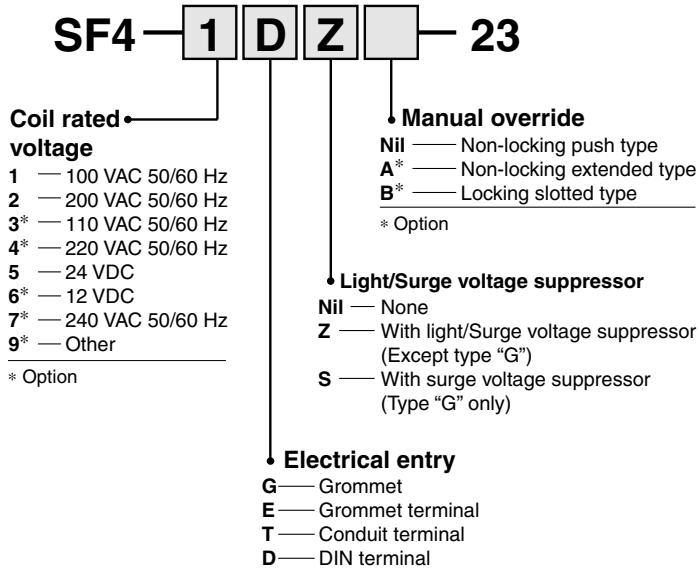 SF4 — 1 D Z — 23
Coil rated
voltage
1 — 100 VAC 50/60 Hz
2 — 200 VAC 50/60 Hz
3* — 110 VAC 50/60 Hz
4* — 220 VAC 50/60 Hz
5 — 24 VDC
6* — 12 VDC
7* — 240 VAC 50/60 Hz
9* — Other
* Option
Manual override
Nil — Non-locking push type
A* — Non-locking extended type
B* — Locking slotted type
* Option
Light/Surge voltage suppressor
Nil — None
Z — With light/Surge voltage suppressor
(Except type “G”)
S — With surge voltage suppressor
(Type “G” only)
Electrical entry
G — Grommet
E — Grommet terminal
T — Conduit terminal
D — DIN terminal